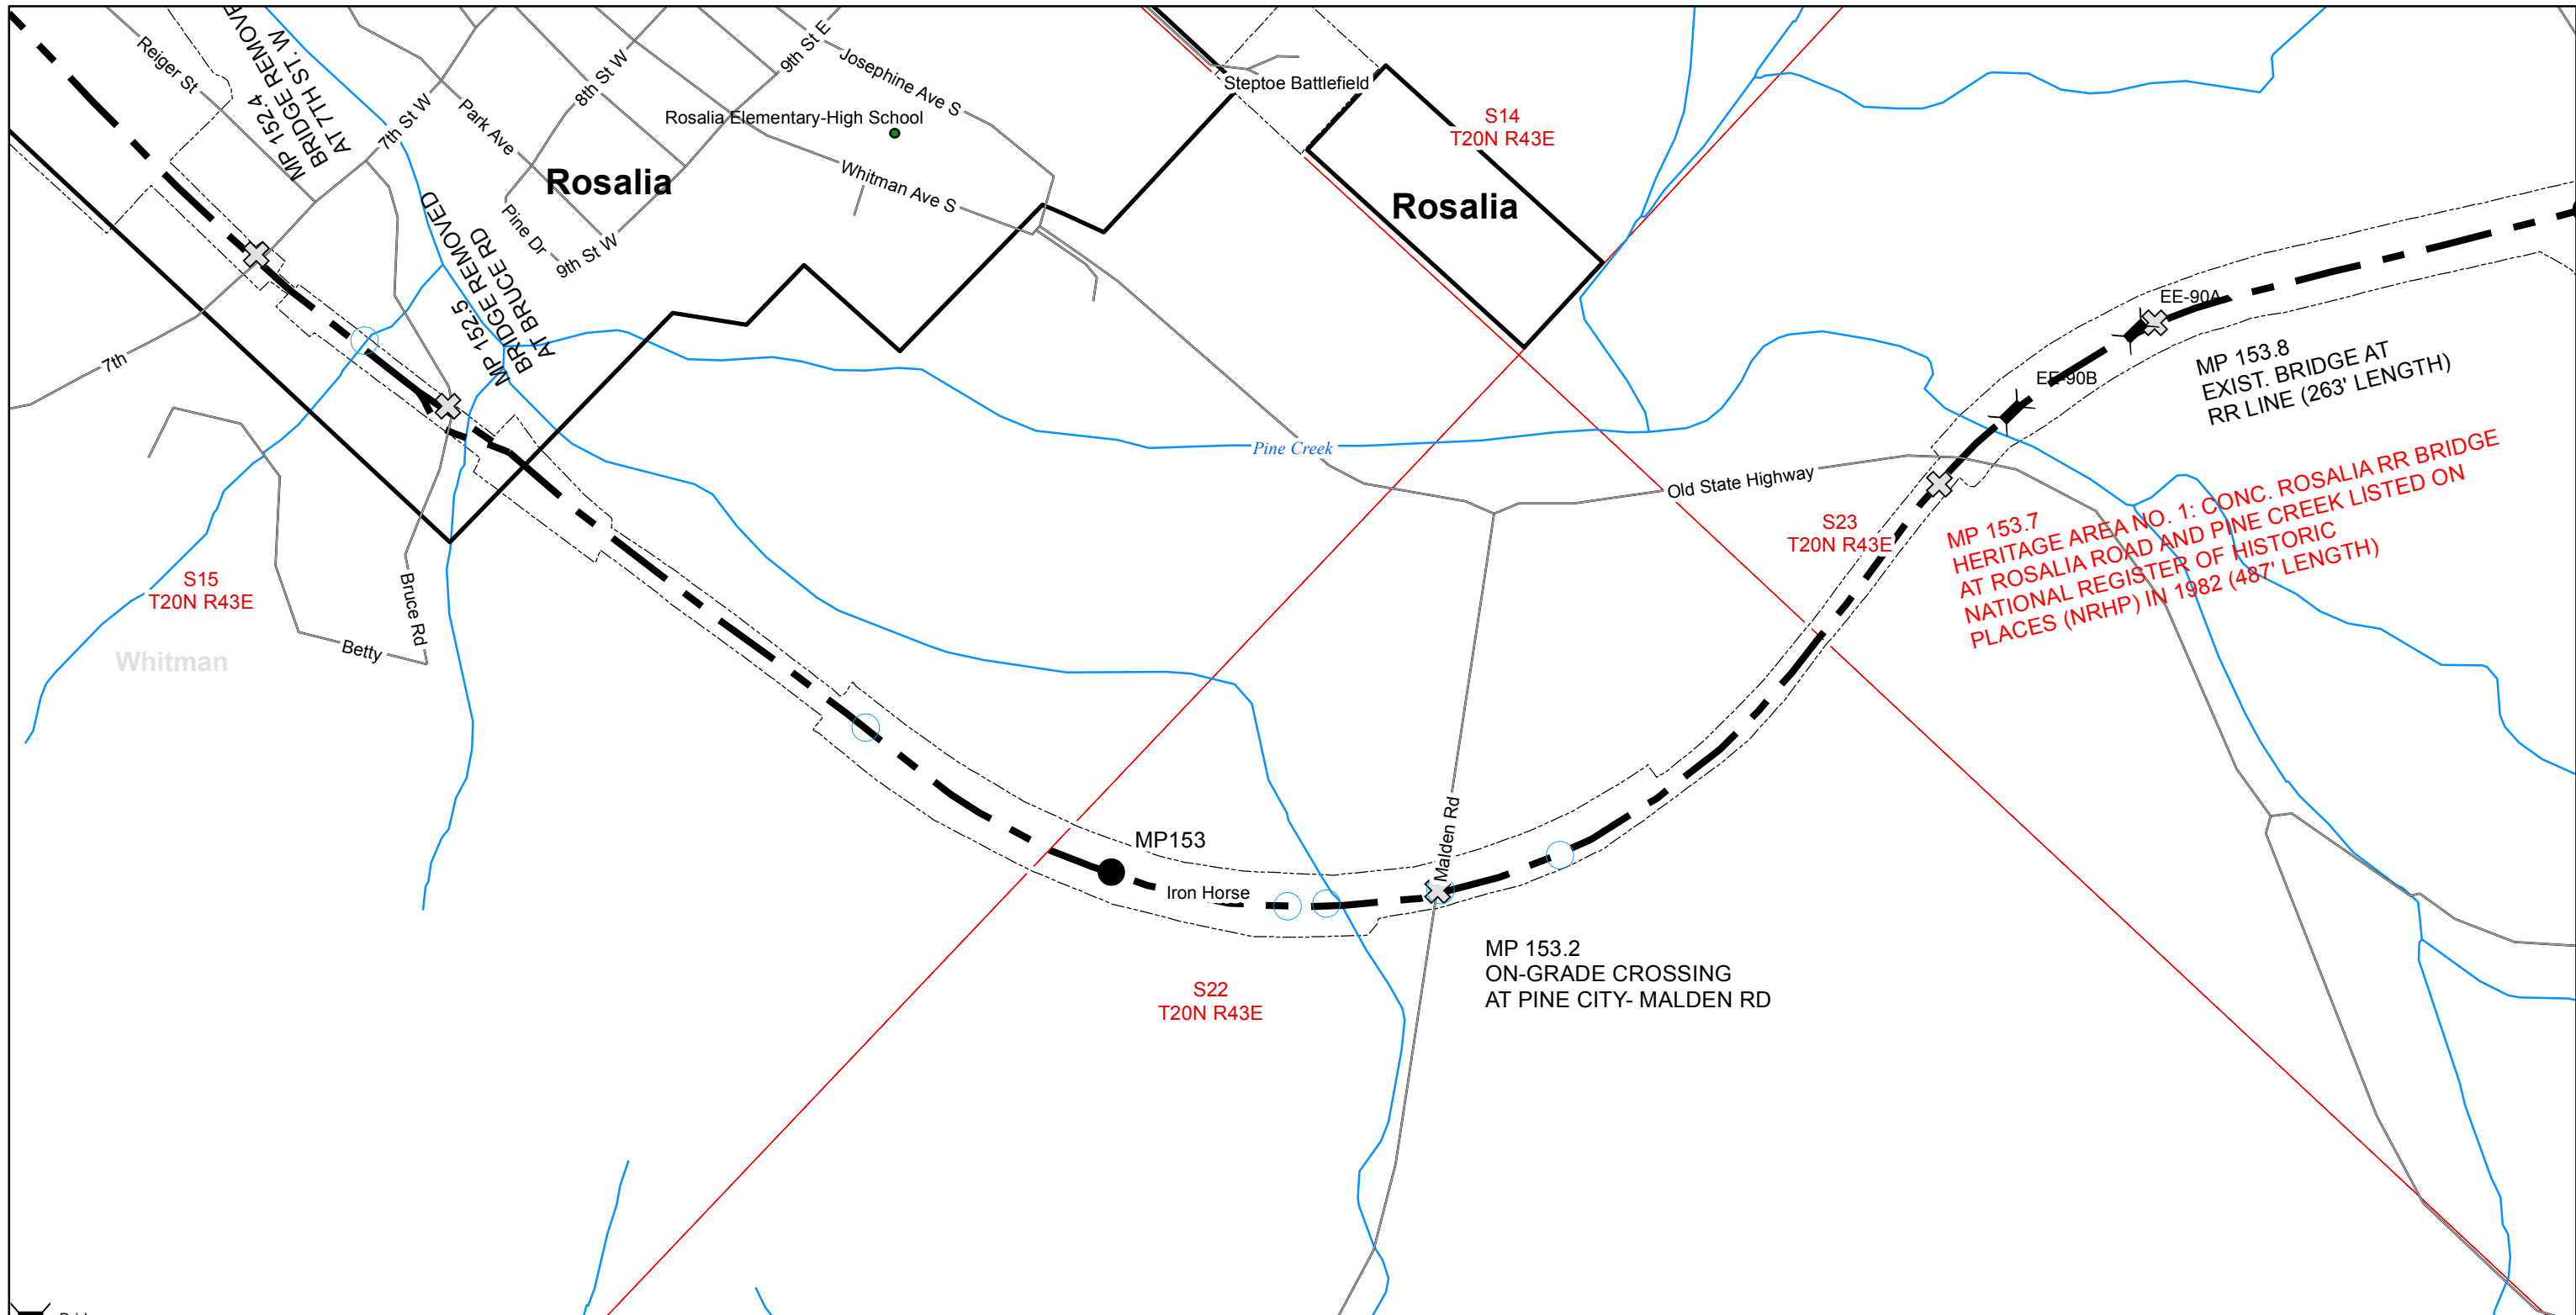 Reiger St
MP 152.4
BRIDGE REMOVED
AT 7TH ST. W
7th St W
Park Ave
8th St W
9th St E
Josephine Ave S
Rosalia Elementary-High School
Whitman Ave S
Rosalia
Pine Dr
9th St W
MP 152.5
BRIDGE REMOVED
AT BRUCE RD
Steptoe Battlefield
S14
T20N R43E
Rosalia
7th
Pine Creek
Old State Highway
EE-90A
EE-90B
MP 153.8
EXIST. BRIDGE AT
RR LINE (263' LENGTH)
MP 153.7
HERITAGE AREA NO. 1: CONC. ROSALIA RR BRIDGE
AT ROSALIA ROAD AND PINE CREEK LISTED ON
NATIONAL REGISTER OF HISTORIC
PLACES (NRHP) IN 1982 (487' LENGTH)
S23
T20N R43E
S15
T20N R43E
Whitman
Betty
Bruce Rd
MP153
Iron Horse
Malden Rd
MP 153.2
ON-GRADE CROSSING
AT PINE CITY- MALDEN RD
S22
T20N R43E